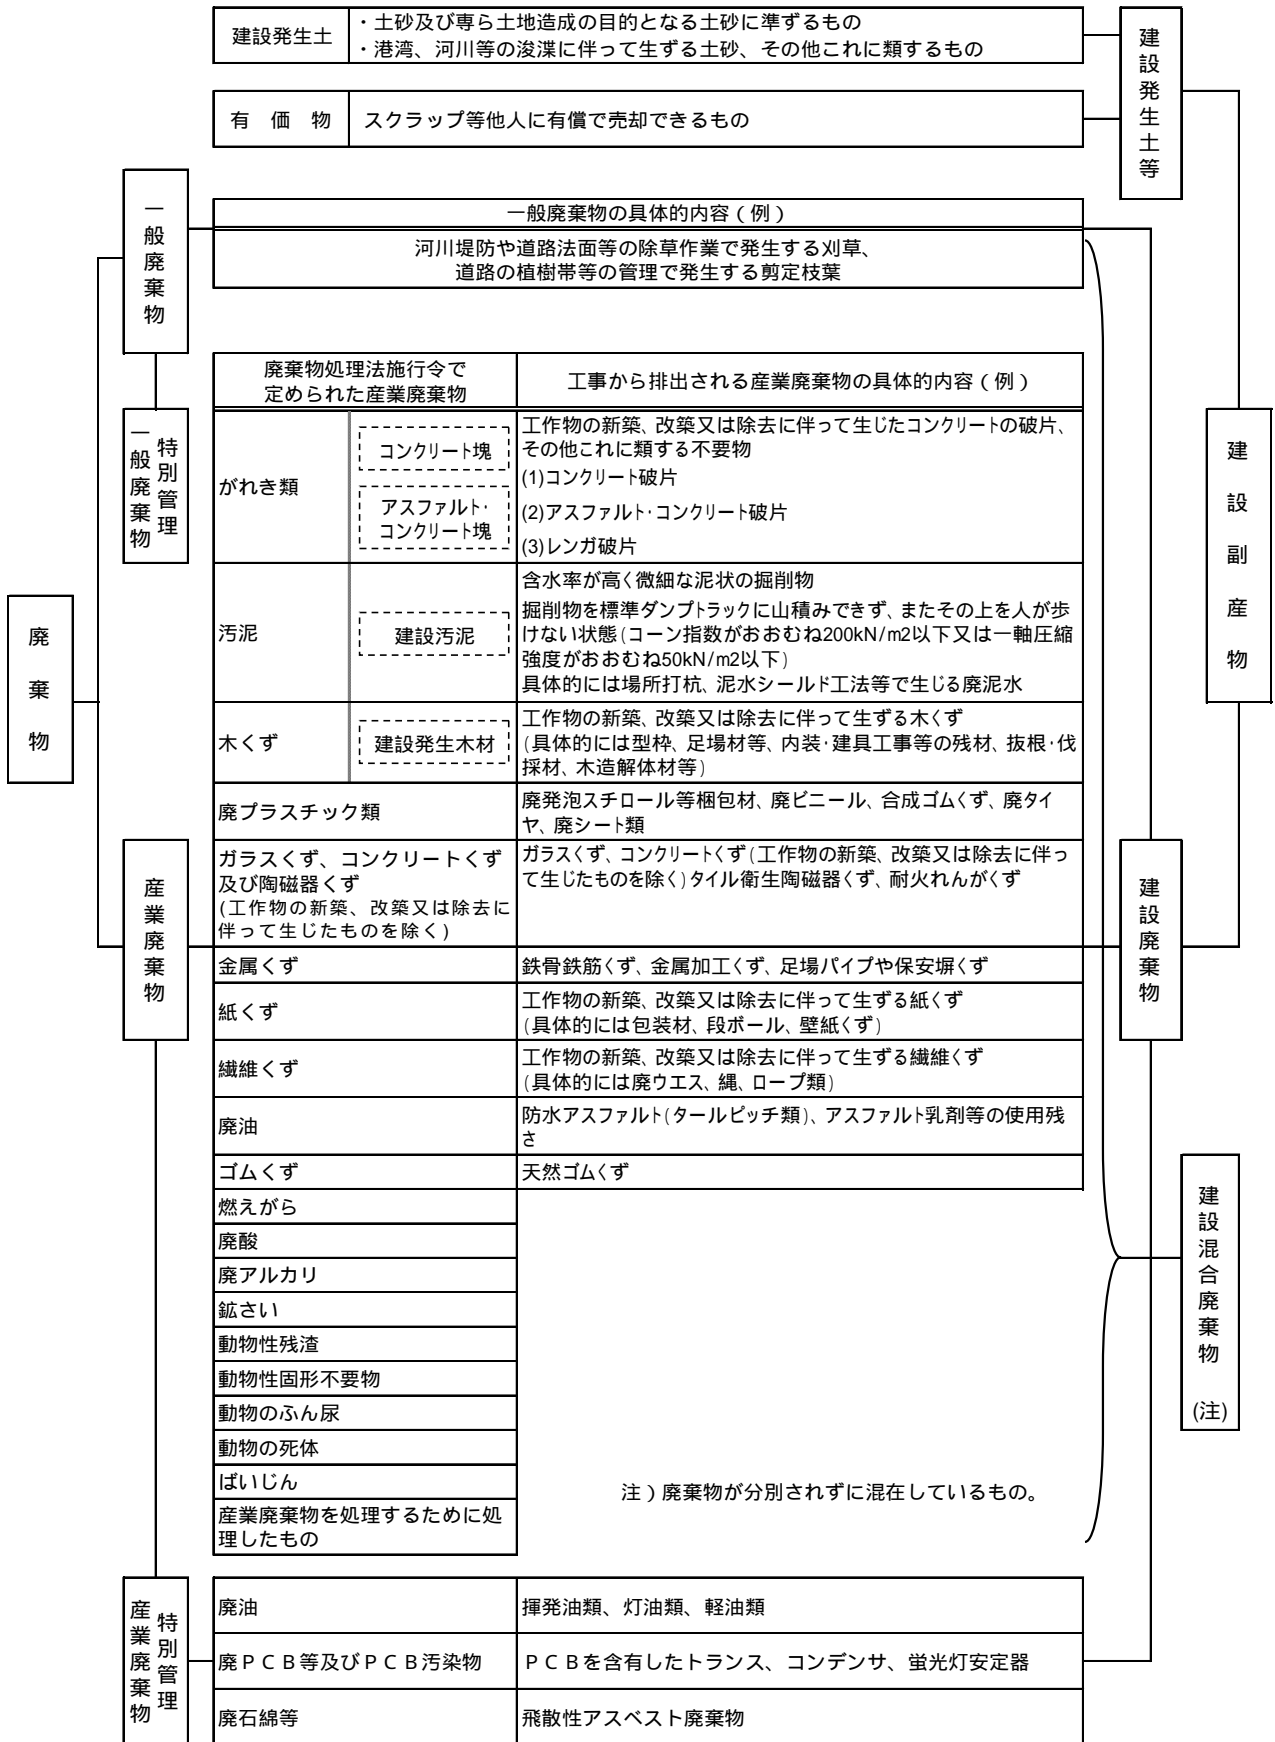 建設発生土
・土砂及び専ら土地造成の目的となる土砂に準ずるもの
・港湾、河川等の浚渫に伴って生ずる土砂、その他これに類するもの
有価物
スクラップ等他人に有償で売却できるもの
建設発生土等
一般廃棄物
一般廃棄物の具体的内容(例)
河川堤防や道路法面等の除草作業で発生する刈草、
道路の植樹帯等の管理で発生する剪定枝葉
特別管理
一般廃棄物
廃棄物処理法施行令で
定められた産業廃棄物
工事から排出される産業廃棄物の具体的内容(例)
がれき類
コンクリート塊
アスファルト・
コンクリート塊
工作物の新築、改築又は除去に伴って生じたコンクリートの破片、
その他これに類する不要物
(1)コンクリート破片
(2)アスファルト・コンクリート破片
(3)レンガ破片
汚泥
建設汚泥
含水率が高く微細な泥状の掘削物
掘削物を標準ダンプトラックに山積みできず、またその上を人が歩
けない状態(コーン指数がおおむね200kN/m2以下又は一軸圧縮
強度がおおむね50kN/m2以下)
具体的には場所打杭、泥水シールド工法等で生じる廃泥水
木くず
建設発生木材
工作物の新築、改築又は除去に伴って生ずる木くず
(具体的には型枠、足場材等、内装・建具工事等の残材、抜根・伐
採材、木造解体材等)
廃プラスチック類
廃発泡スチロール等梱包材、廃ビニール、合成ゴムくず、廃タイ
ヤ、廃シート類
ガラスくず、コンクリートくず
及び陶磁器くず
(工作物の新築、改築又は除去に
伴って生じたものを除く)
ガラスくず、コンクリートくず(工作物の新築、改築又は除去に伴っ
て生じたものを除く)タイル衛生陶磁器くず、耐火れんがくず
金属くず
鉄骨鉄筋くず、金属加工くず、足場パイプや保安塀くず
紙くず
工作物の新築、改築又は除去に伴って生ずる紙くず
(具体的には包装材、段ボール、壁紙くず)
繊維くず
工作物の新築、改築又は除去に伴って生ずる繊維くず
(具体的には廃ウエス、縄、ロープ類)
廃油
防水アスファルト(タールピッチ類)、アスファルト乳剤等の使用残
さ
ゴムくず
天然ゴムくず
燃えがら
廃酸
廃アルカリ
鉱さい
動物性残渣
動物性固形不要物
動物のふん尿
動物の死体
ばいじん
産業廃棄物を処理するために処
理したもの
注)廃棄物が分別されずに混在しているもの。
廃棄物
産業廃棄物
建設副産物
建設廃棄物
建設混合廃棄物
(注)
特別管理
産業廃棄物
廃油
揮発油類、灯油類、軽油類
廃PCB等及びPCB汚染物
PCBを含有したトランス、コンデンサ、蛍光灯安定器
廃石綿等
飛散性アスベスト廃棄物